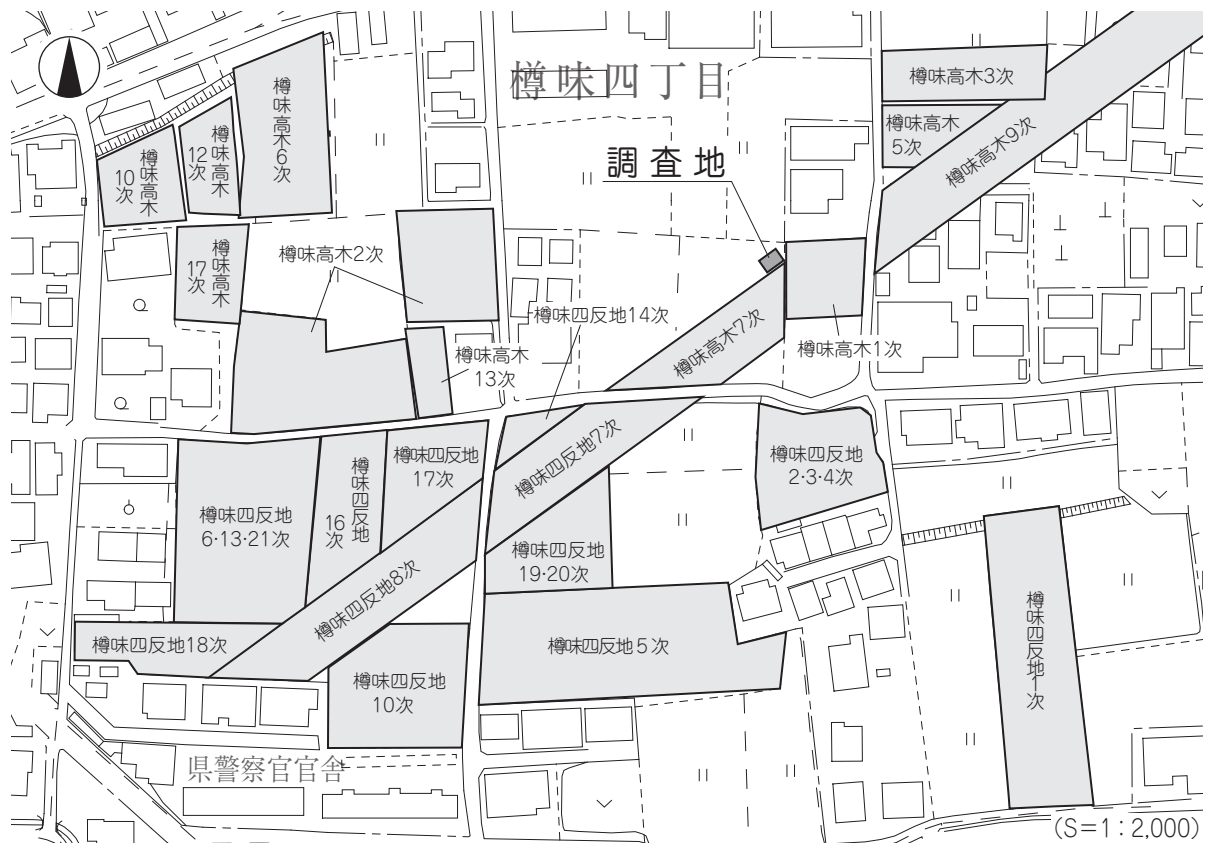 樽味四丁目
調査地
樽味高木3次
樽味高木
5次
樽味高木9次
樽味高木6次
樽味高木
12次
樽味高木
10次
樽味高木
17次
樽味高木2次
樽味四反地14次
樽味高木7次
樽味高木1次
樽味高木
13次
樽味四反地
17次
樽味四反地7次
樽味四反地
2·3·4次
樽味四反地
16次
樽味四反地
6·13·21次
樽味四反地
19·20次
樽味四反地8次
樽味四反地18次
樽味四反地5次
樽味四反地1次
樽味四反地
10次
県警察官官舎
(S=1:2,000)